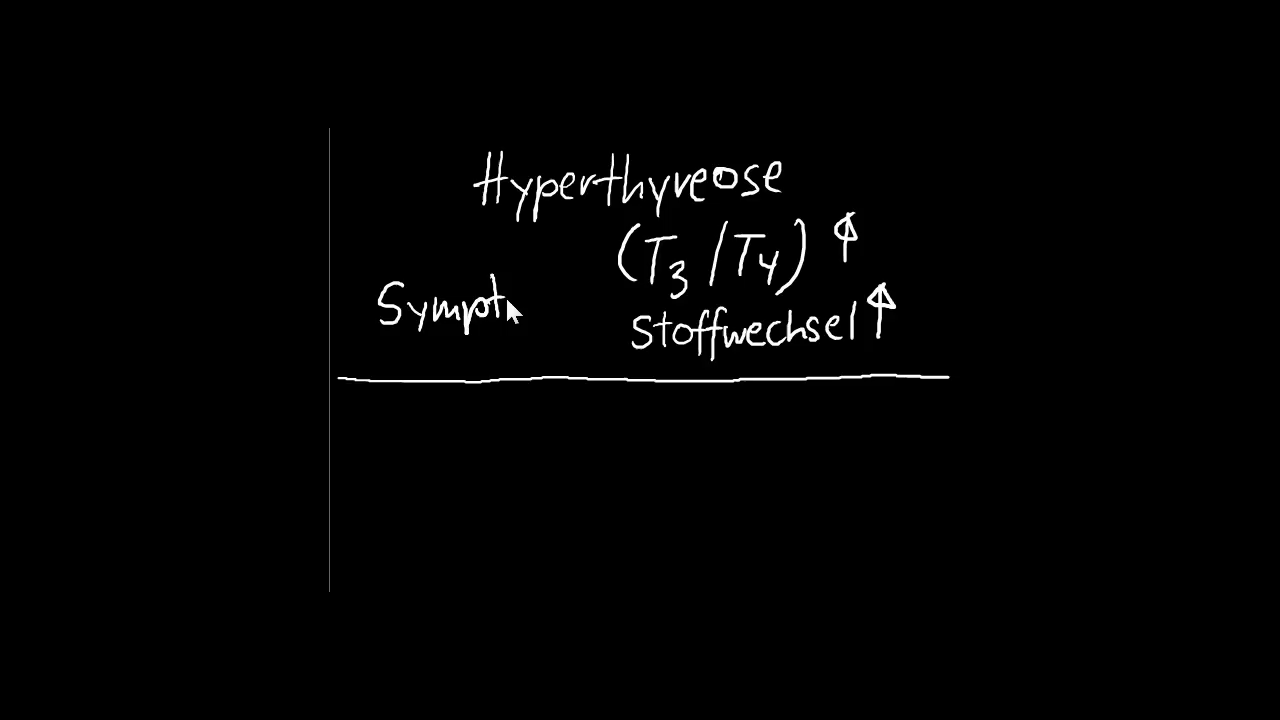 Hyperthyreose
(T3/T4) ↑
Sympt
Stoffwechsel ↑